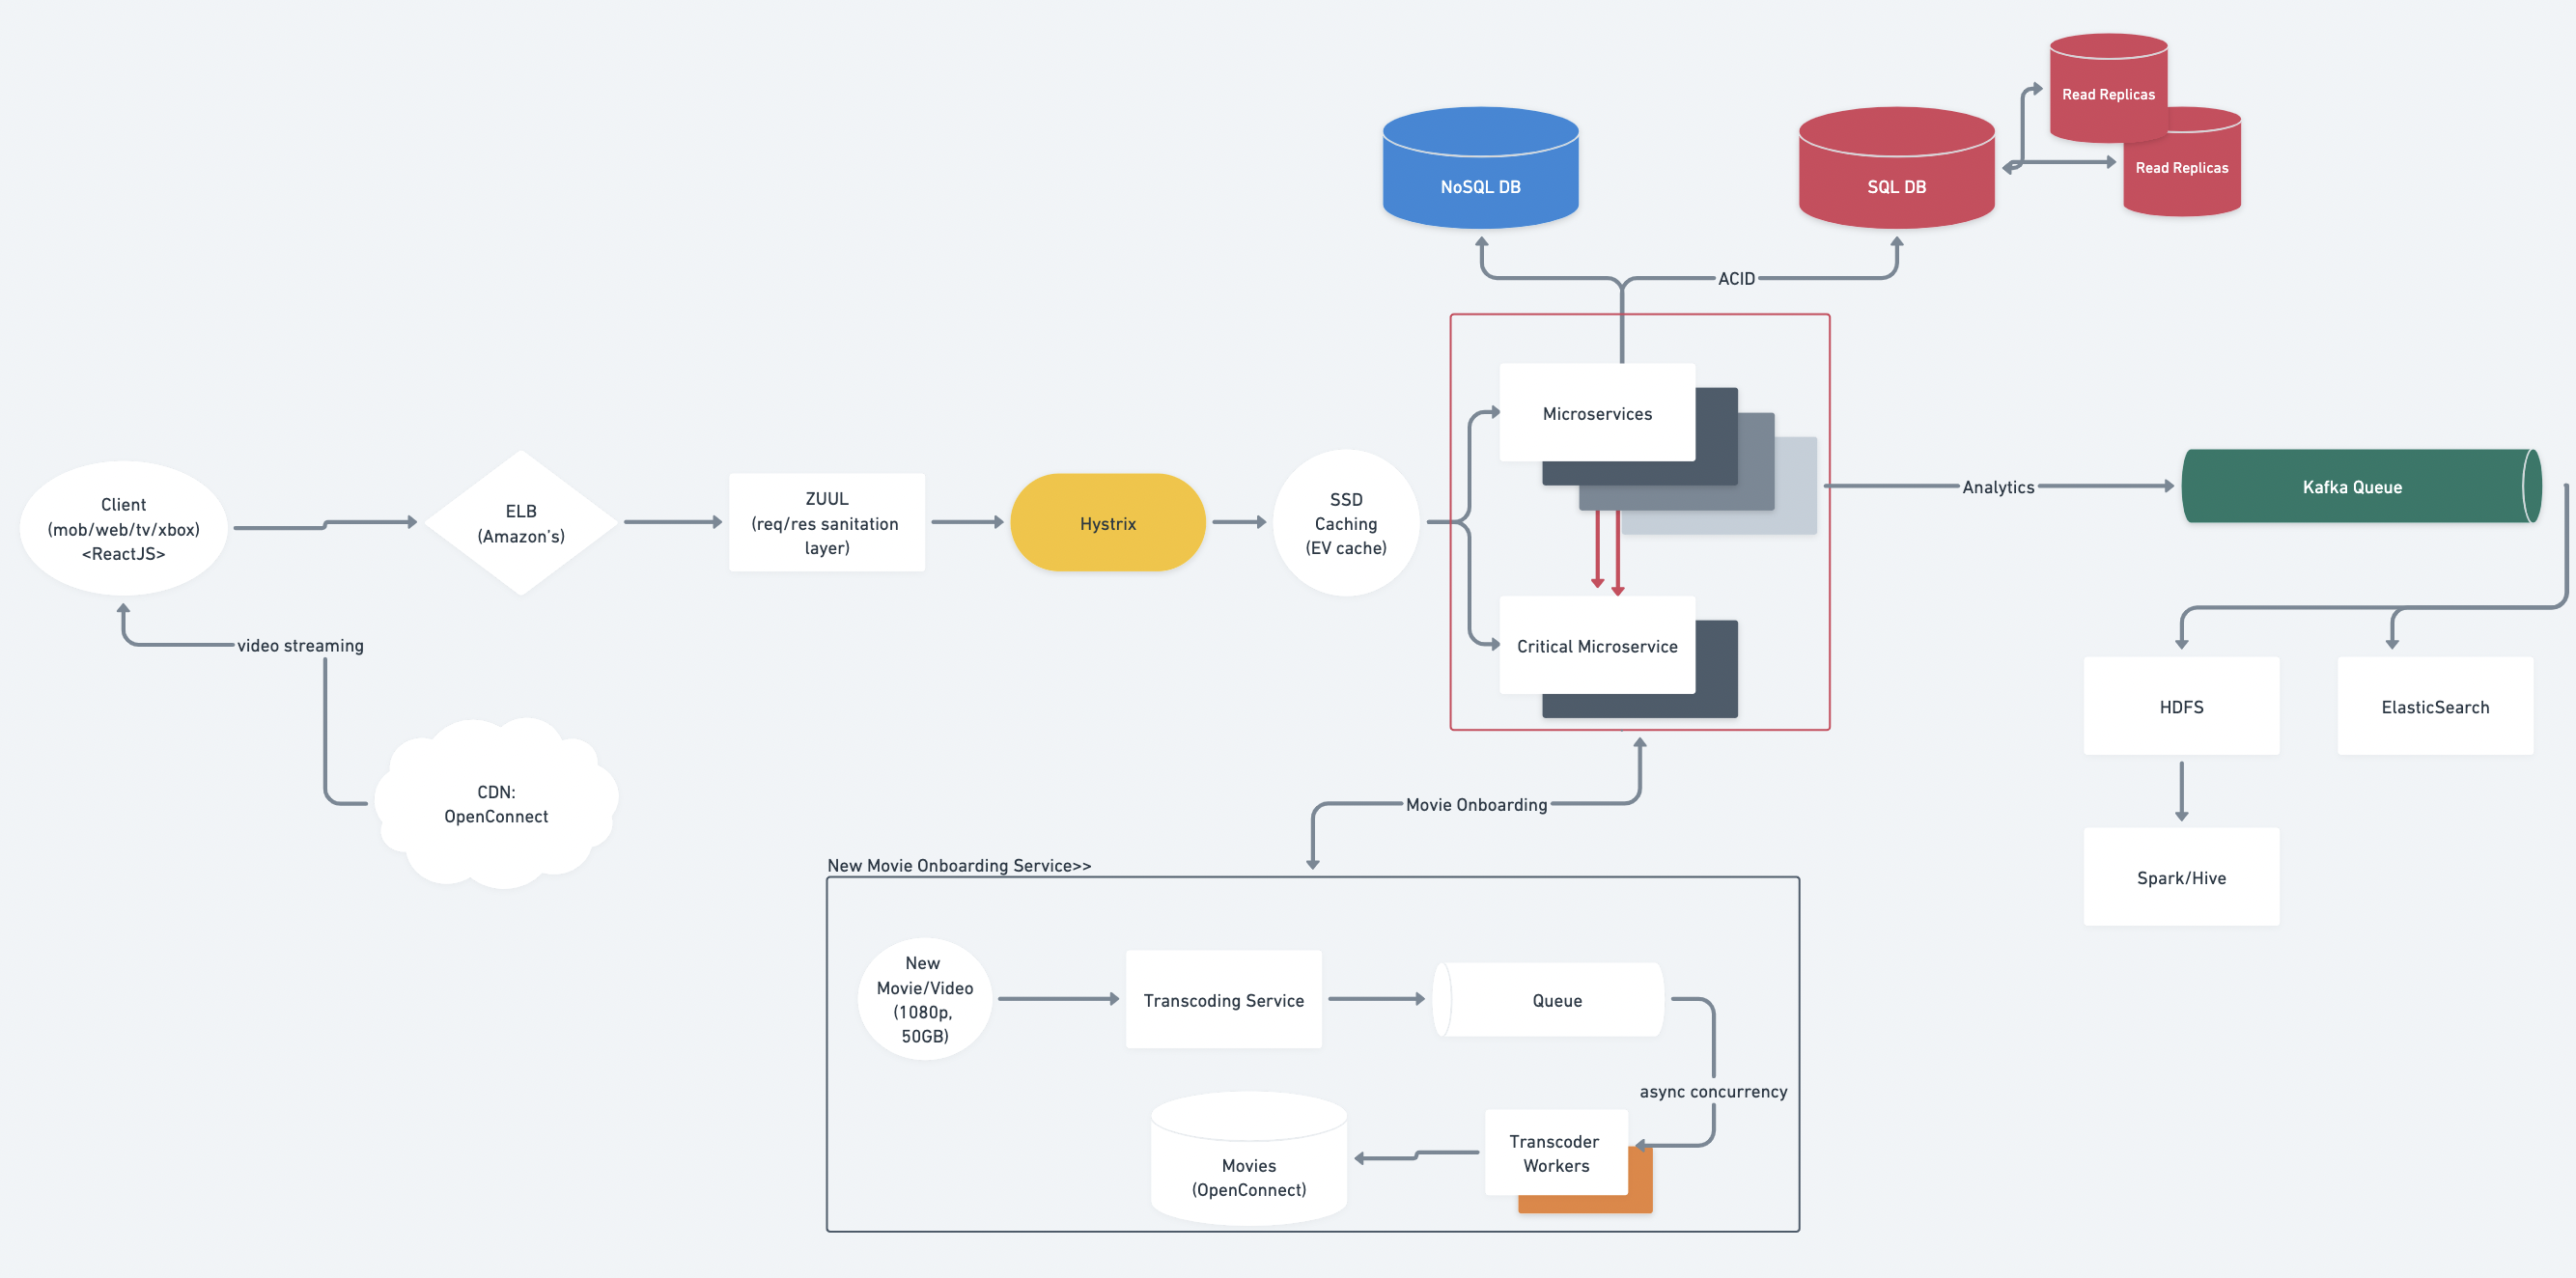 Read Replicas
Read Replicas
NoSQL DB
SQL DB
ACID
Microservices
Client
(mob/web/tv/xbox)
<ReactJS>
ELB
(Amazon's)
ZUUL
(req/res sanitation
layer)
Hystrix
SSD
Caching
(EV cache)
Analytics
Kafka Queue
Critical Microservice
video streaming
HDFS
ElasticSearch
CDN:
OpenConnect
Movie Onboarding
Spark/Hive
New Movie Onboarding Service>>
New
Movie/Video
(1080p,
50GB)
Transcoding Service
Queue
async concurrency
Transcoder
Workers
Movies
(OpenConnect)